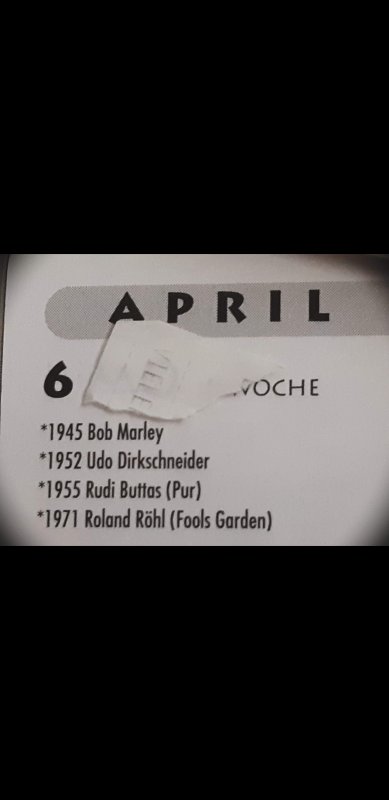 APRIL
6 WOCHE
*1945 Bob Marley
*1952 Udo Dirkschneider
*1955 Rudi Buttas (Pur)
*1971 Roland Röhl (Fools Garden)